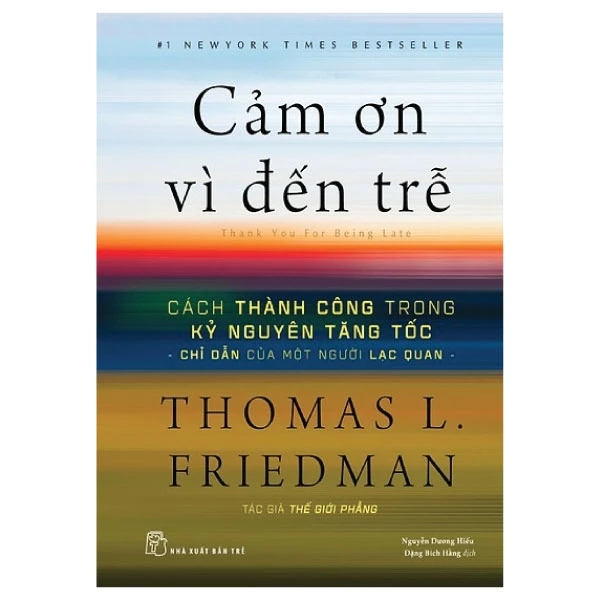 #1 NEWYORK TIMES BESTSELLER
Cảm ơn
vì đến trễ
Thank You For Being Late
CÁCH THÀNH CÔNG TRONG
KỶ NGUYÊN TĂNG TỐC
- CHỈ DẪN CỦA MỘT NGƯỜI LẠC QUAN -
THOMAS L.
FRIEDMAN
TÁC GIẢ THẾ GIỚI PHẲNG
NHÀ XUẤT BẢN TRẺ
Nguyễn Dương Hiếu
Đặng Bích Hằng dịch